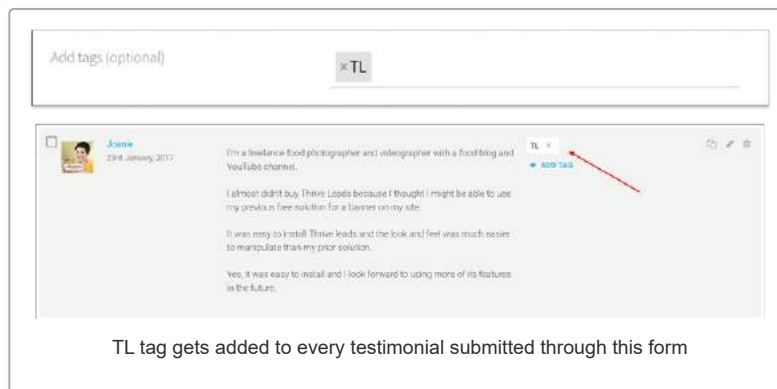 Add tags (optional)
×TL
Joanie
23rd January, 2017
I'm a freelance food photographer and videographer with a food blog and
YouTube channel.
I almost didn't buy Thrive Leads because I thought I might be able to use
my previous free solution for a banner on my site.
It was easy to install Thrive leads and the look and feel was much easier
to manipulate than my prior solution.
Yes, it was easy to install and I look forward to using more of its features
in the future.
TL ×
+ ADD TAG
TL tag gets added to every testimonial submitted through this form